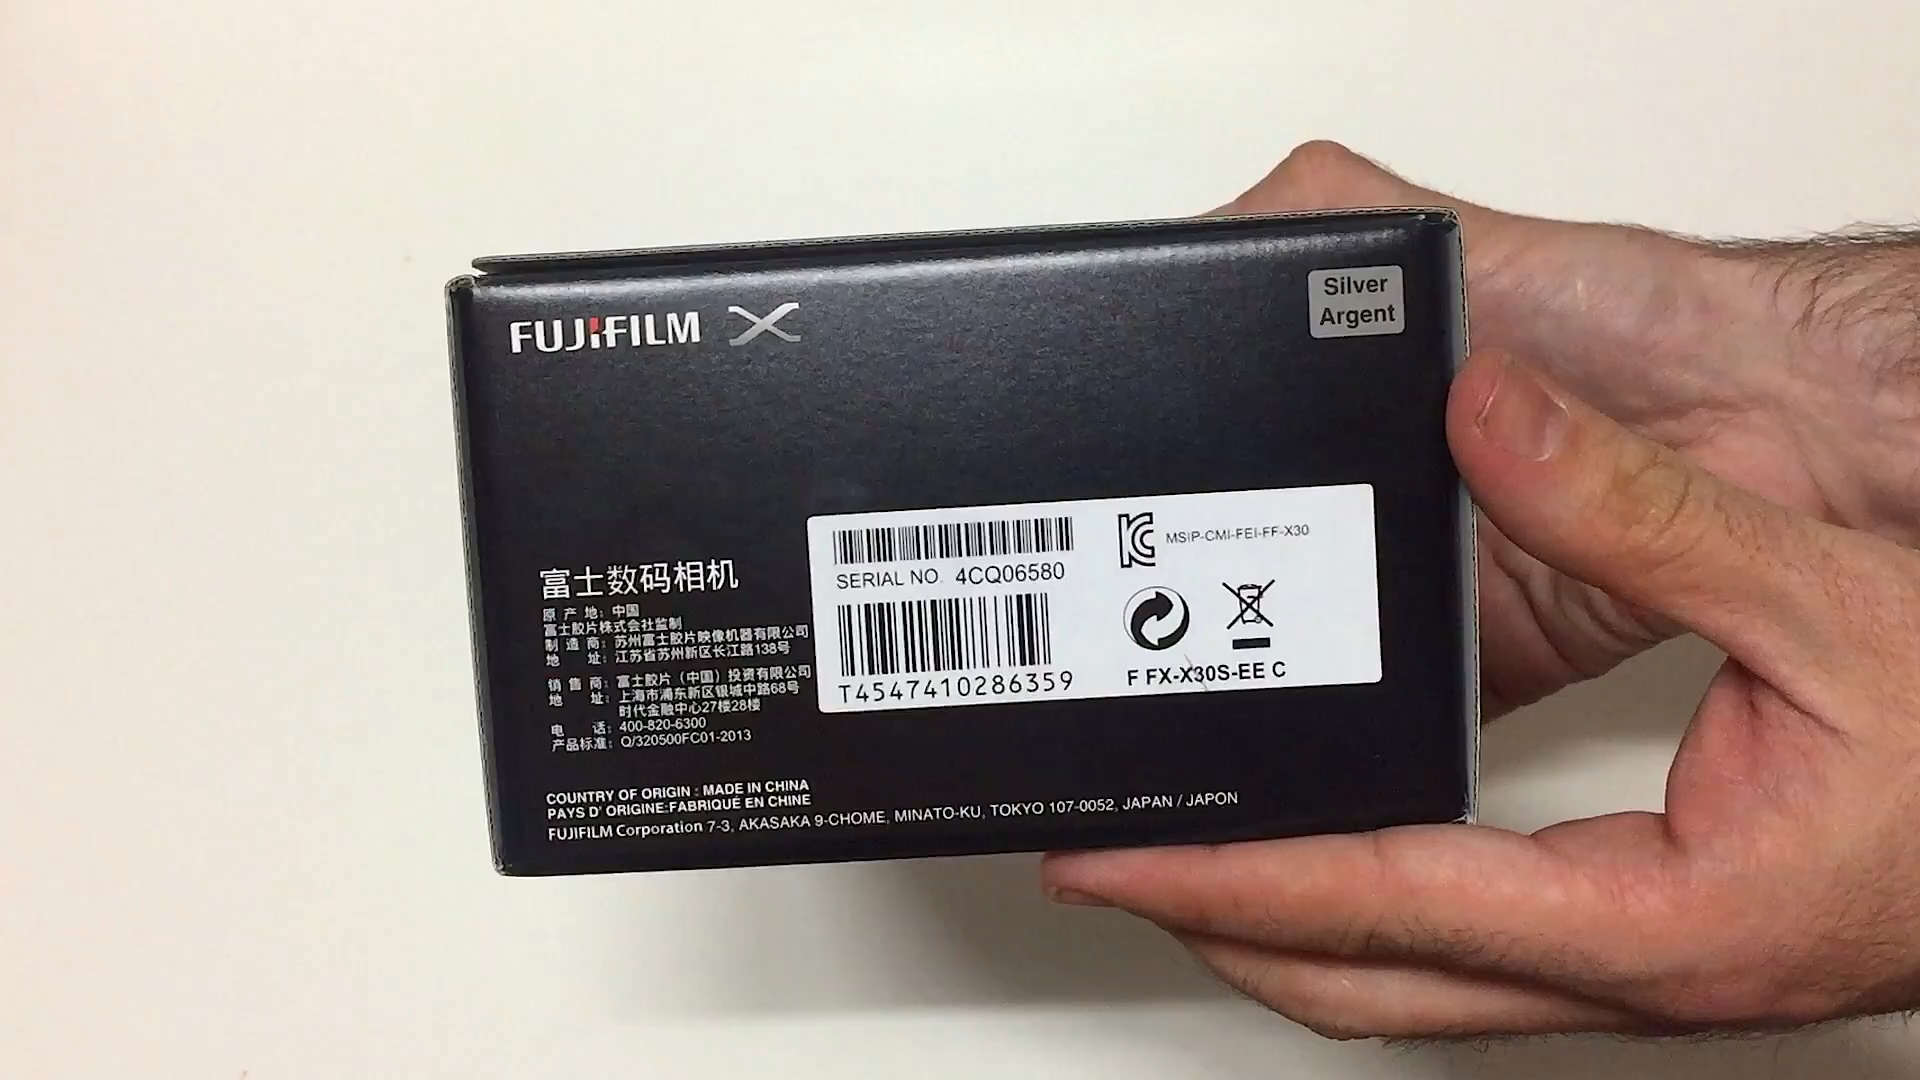 FUJIFILM X
Silver
Argent
SERIAL NO. 4CQ06580
T4547410286359
MSIP-CMI-FEI-FF-X30
F FX-X30S-EE C
富士数码相机
原 产 地：中国
富士胶片株式会社监制
制 造 商：苏州富士胶片映像机器有限公司
地 址：江苏省苏州新区长江路138号
销 售 商：富士胶片（中国）投资有限公司
地 址：上海市浦东新区银城中路68号
时代金融中心27楼28楼
电 话：400-820-6300
产品标准：Q/320500FC01-2013
COUNTRY OF ORIGIN : MADE IN CHINA
PAYS D' ORIGINE:FABRIQUÉ EN CHINE
FUJIFILM Corporation 7-3, AKASAKA 9-CHOME, MINATO-KU, TOKYO 107-0052, JAPAN / JAPON